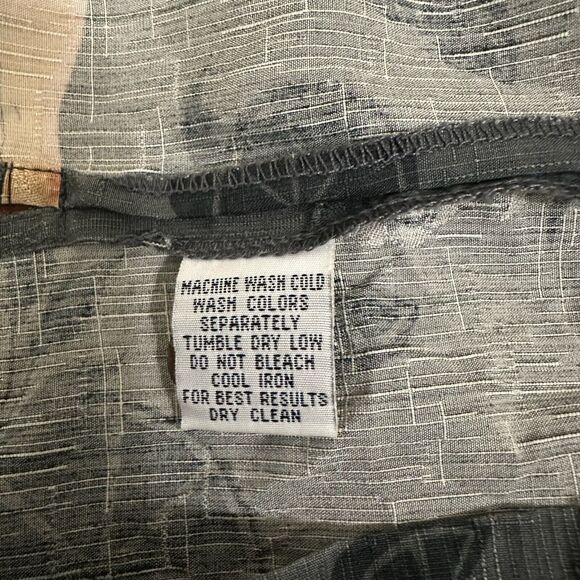 MACHINE WASH COLD
WASH COLORS
SEPARATELY
TUMBLE DRY LOW
DO NOT BLEACH
COOL IRON
FOR BEST RESULTS
DRY CLEAN